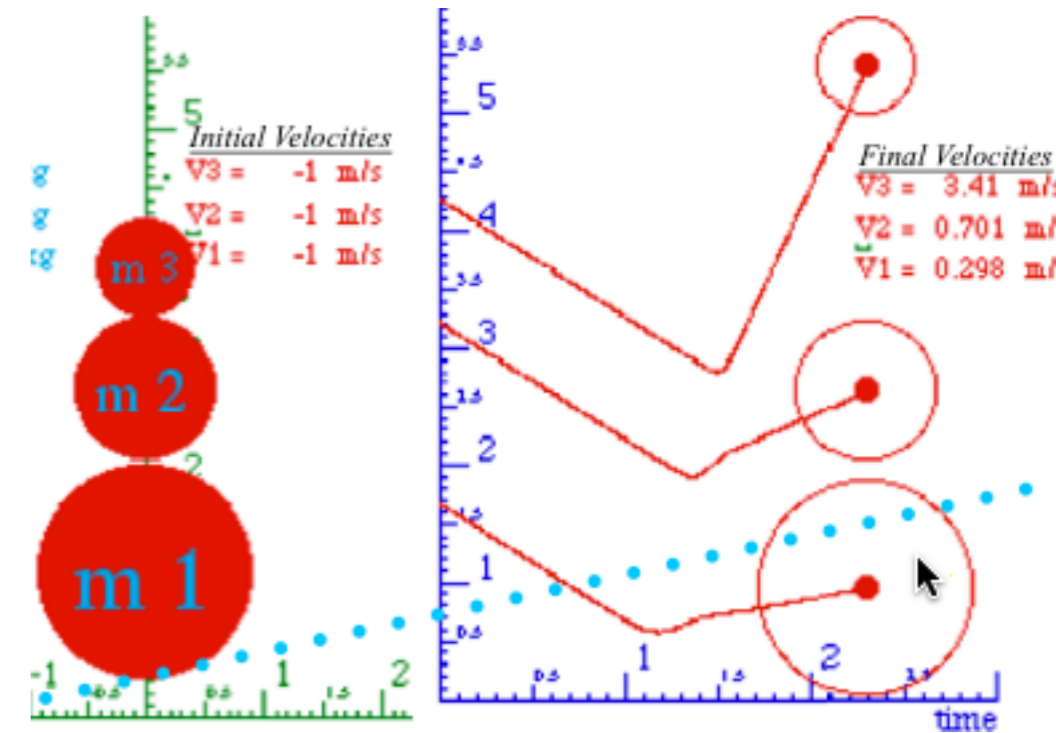 5
Initial Velocities
V3 = -1 m/s
V2 = -1 m/s
V1 = -1 m/s
g
g
kg
m 3
m 2
2
m 1
-1
1
2
5
4
3
2
1
1
2
time
Final Velocities
V3 = 3.41 m/s
V2 = 0.701 m/
V1 = 0.298 m/